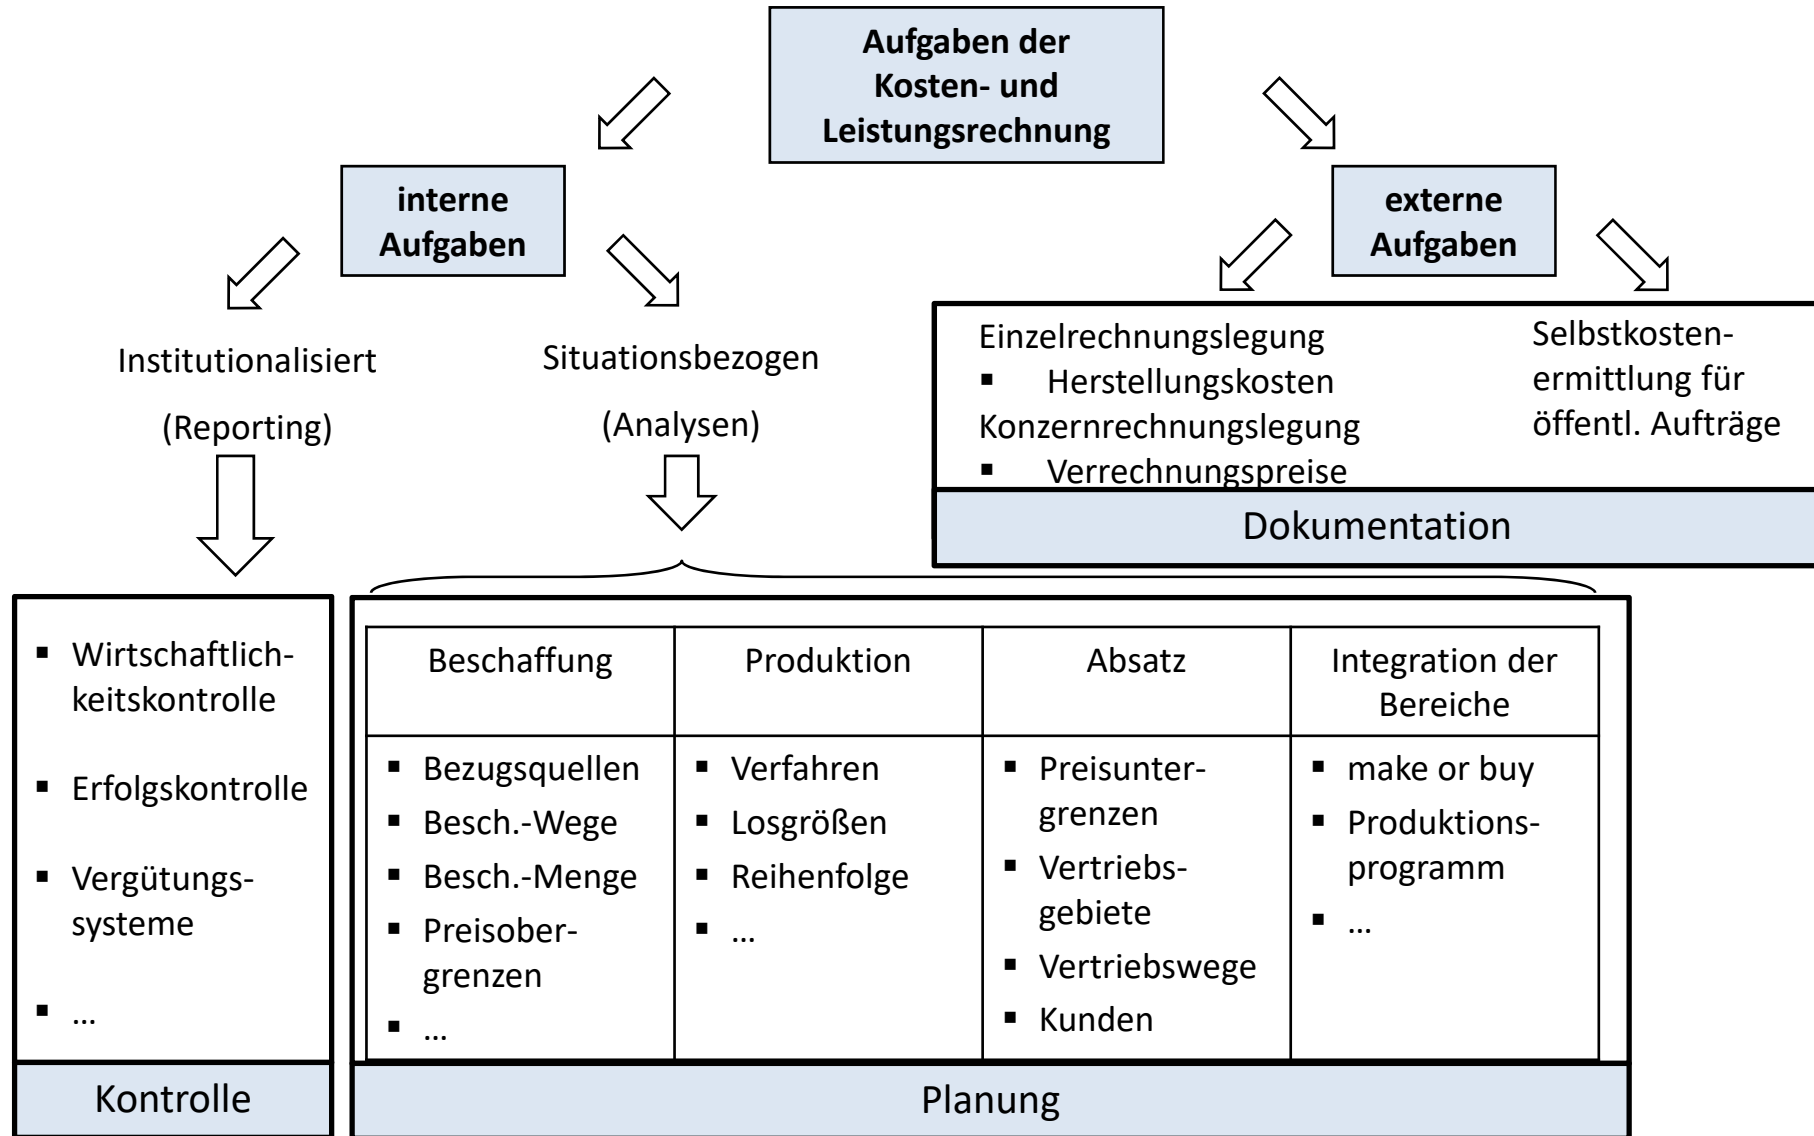 Aufgaben der
Kosten- und
Leistungsrechnung
interne
Aufgaben
externe
Aufgaben
Institutionalisiert
(Reporting)
Situationsbezogen
(Analysen)
Einzelrechnungslegung
▪ Herstellungskosten
Konzernrechnungslegung
▪ Verrechnungspreise
Selbstkosten-
ermittlung für
öffentl. Aufträge
Dokumentation
▪ Wirtschaftlich-
keitskontrolle
▪ Erfolgskontrolle
▪ Vergütungs-
systeme
▪ ...
Kontrolle
Beschaffung
▪ Bezugsquellen
▪ Besch.-Wege
▪ Besch.-Menge
▪ Preisober-
grenzen
▪ ...
Produktion
▪ Verfahren
▪ Losgrößen
▪ Reihenfolge
▪ ...
Absatz
▪ Preisunter-
grenzen
▪ Vertriebs-
gebiete
▪ Vertriebswege
▪ Kunden
Integration der
Bereiche
▪ make or buy
▪ Produktions-
programm
▪ ...
Planung